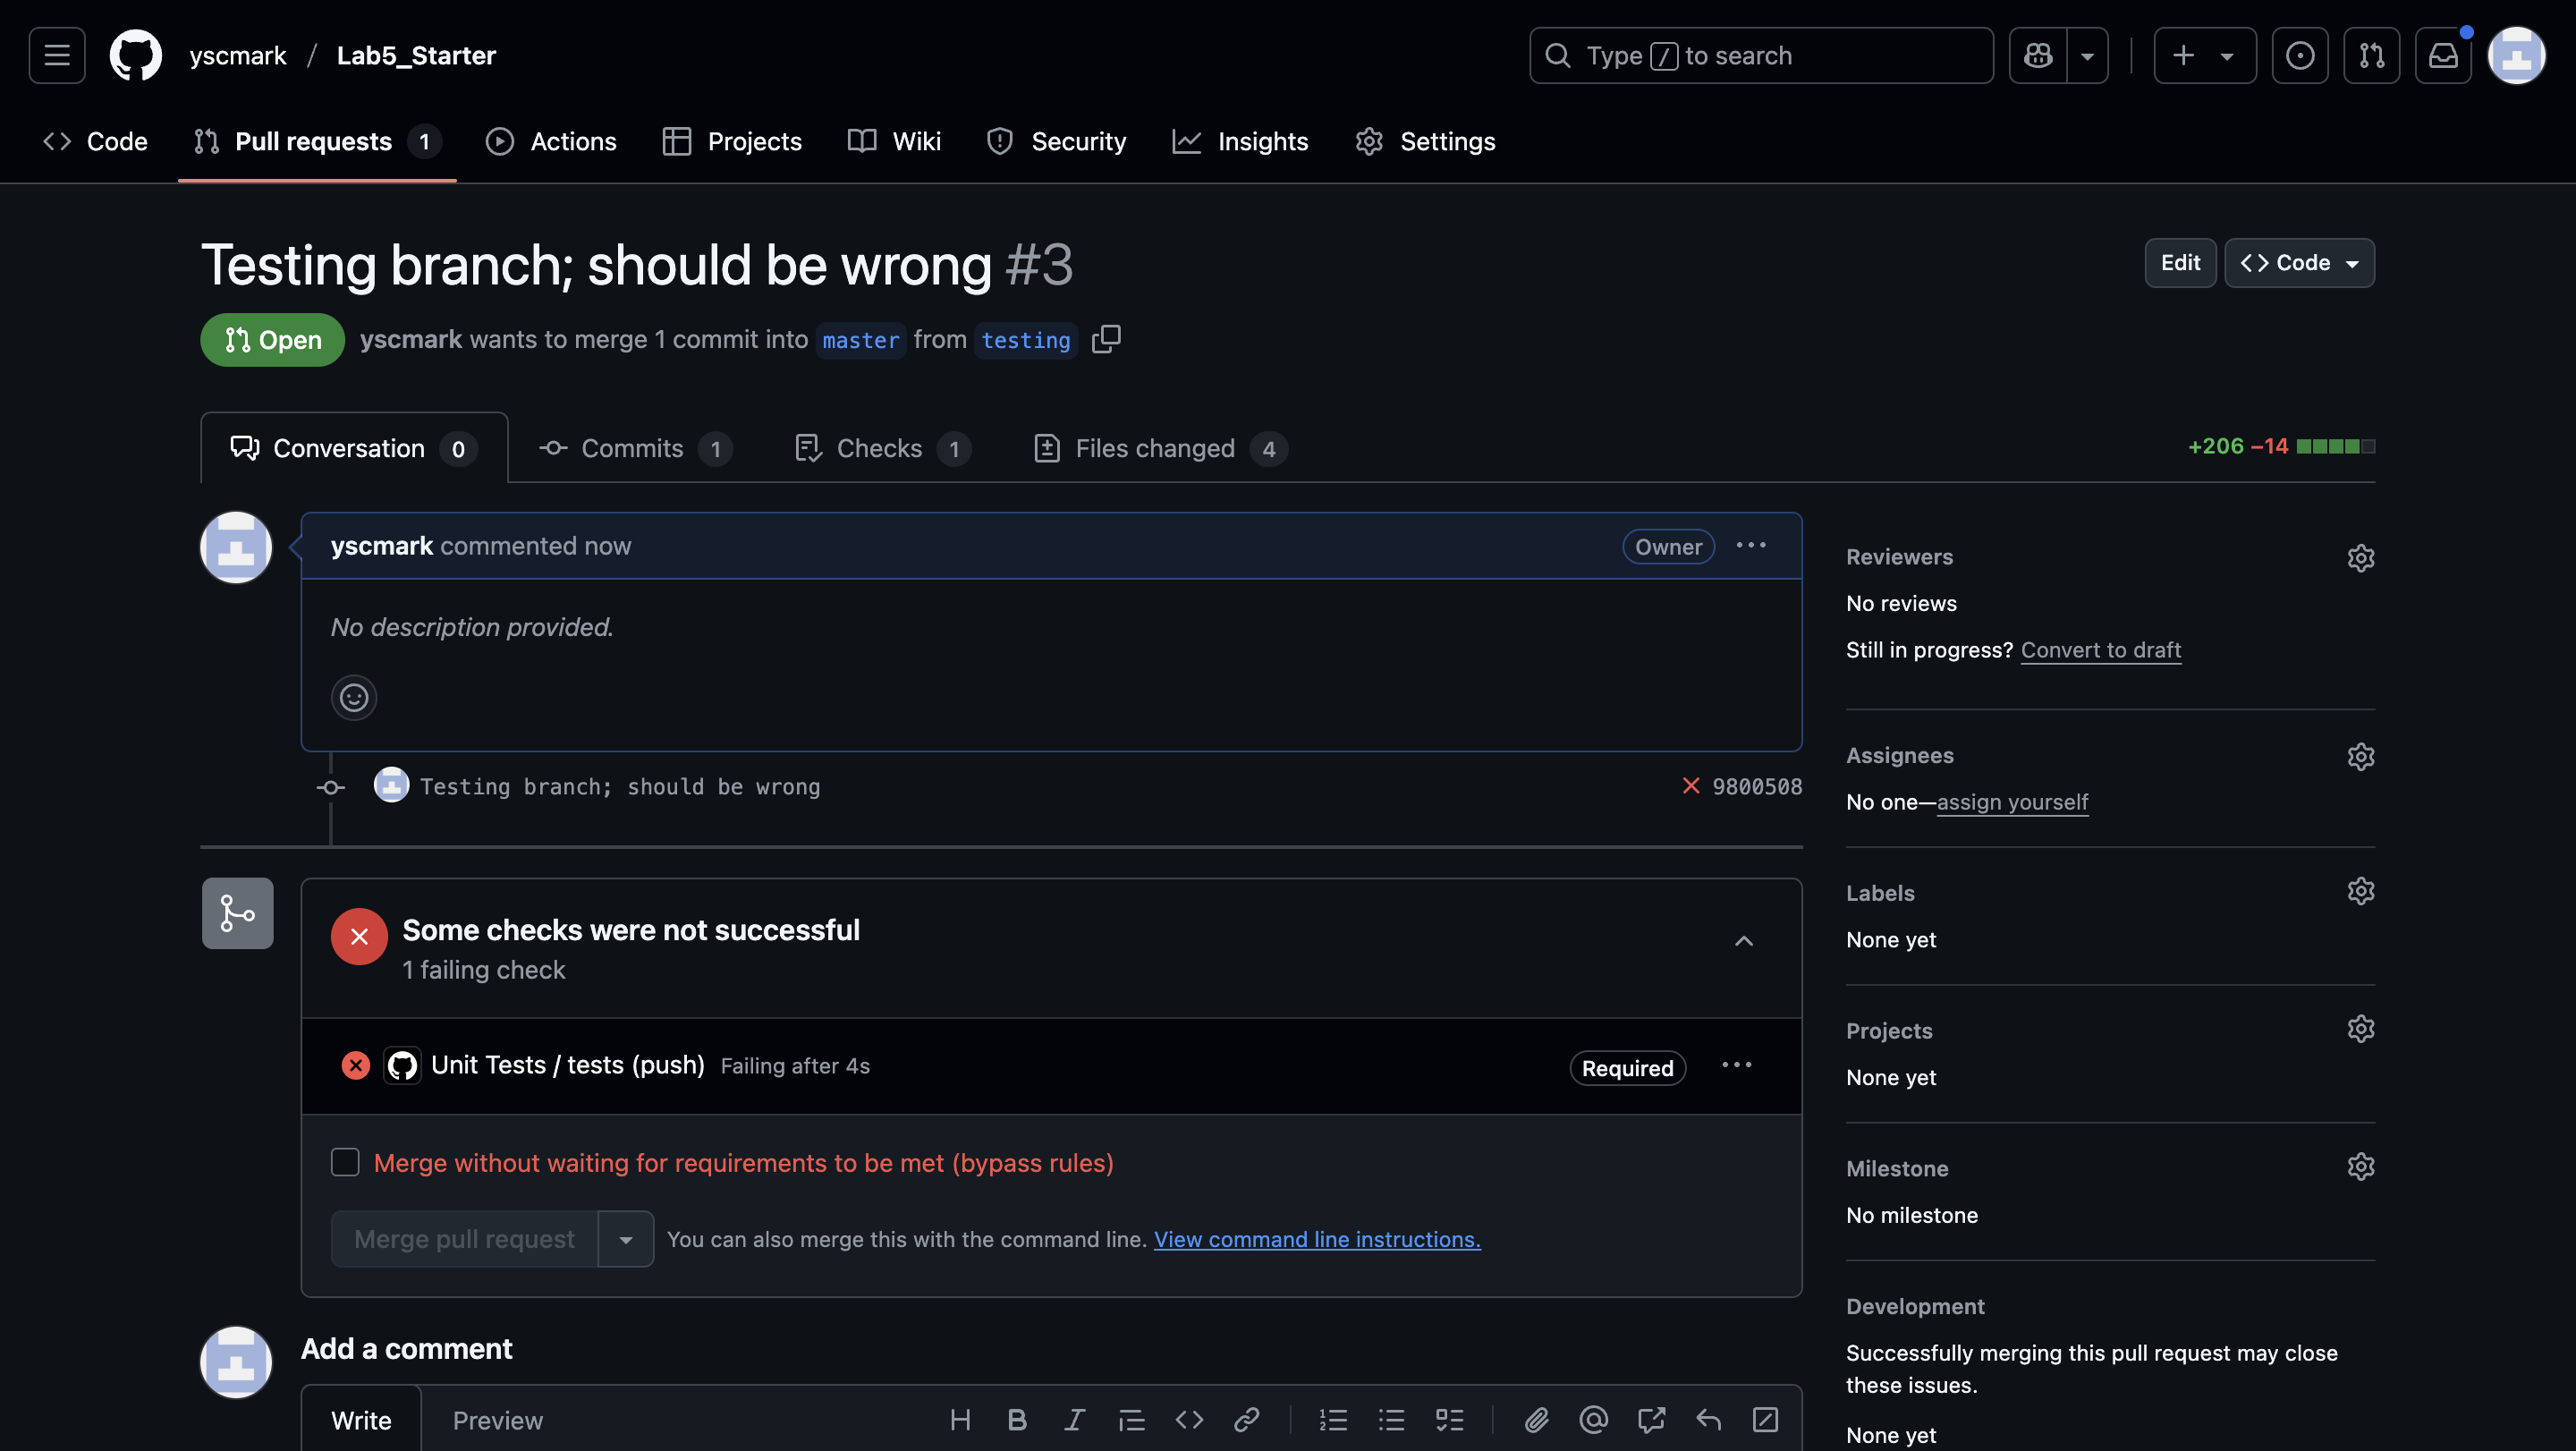 yscmark / Lab5_Starter
Type / to search
Code
Pull requests 1
Actions
Projects
Wiki
Security
Insights
Settings
Testing branch; should be wrong #3
Edit
Code
Open
yscmark wants to merge 1 commit into master from testing
Conversation 0
Commits 1
Checks 1
Files changed 4
+206 −14
yscmark commented now
Owner
No description provided.
Testing branch; should be wrong
9800508
Some checks were not successful
1 failing check
Unit Tests / tests (push) Failing after 4s
Required
Merge without waiting for requirements to be met (bypass rules)
Merge pull request
You can also merge this with the command line. View command line instructions.
Add a comment
Write
Preview
Reviewers
No reviews
Still in progress? Convert to draft
Assignees
No one—assign yourself
Labels
None yet
Projects
None yet
Milestone
No milestone
Development
Successfully merging this pull request may close
these issues.
None yet